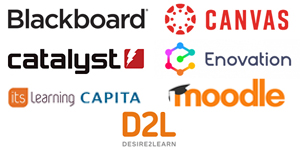 Blackboard®
CANVAS
catalyst
Enovation
its learning CAPITA
moodle
D2L
DESIRE2LEARN